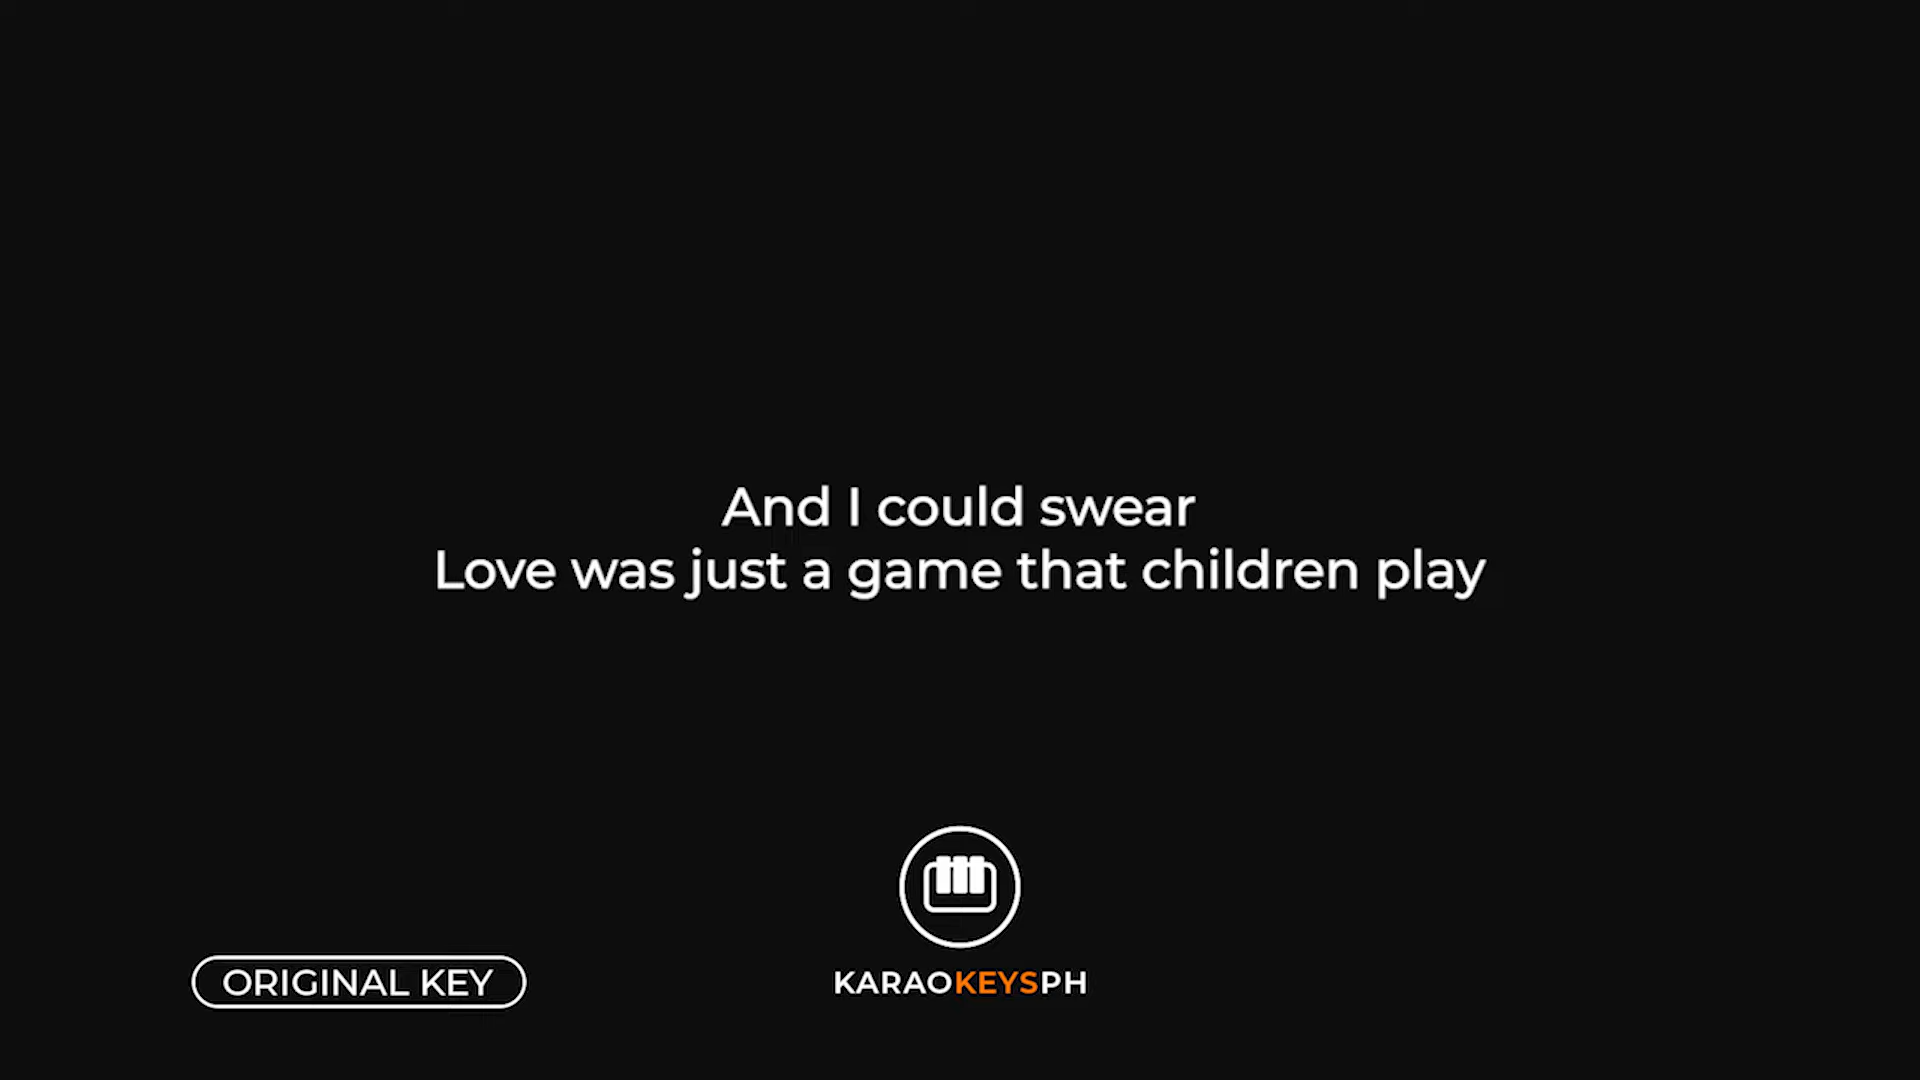 And I could swear
Love was just a game that children play
ORIGINAL KEY
KARAOKEYSPH